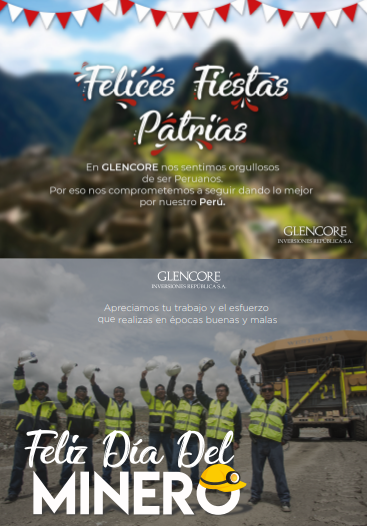 Felices Fiestas
Patrias
En GLENCORE nos sentimos orgullosos
de ser Peruanos.
Por eso nos comprometemos a seguir dando lo mejor
por nuestro Perú.
GLENCORE
INVERSIONES REPÚBLICA S.A.
GLENCORE
INVERSIONES REPÚBLICA S.A.
Apreciamos tu trabajo y el esfuerzo
que realizas en épocas buenas y malas
21
Feliz Día Del
MINERO